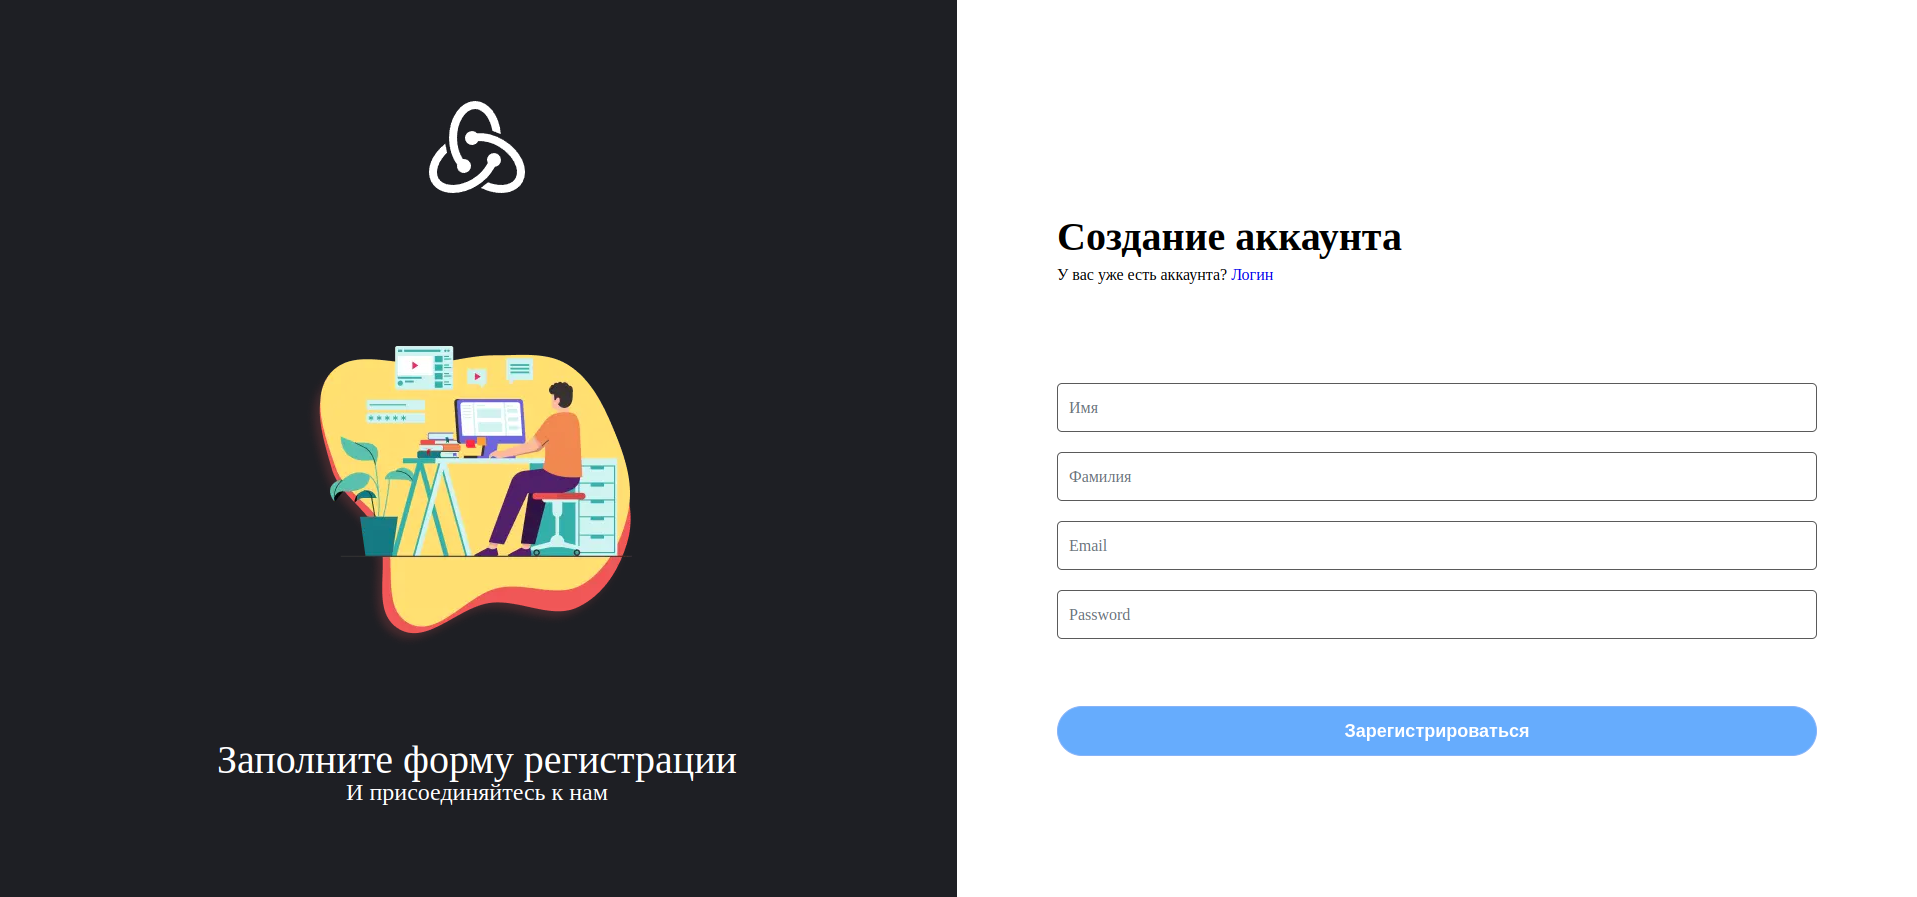 Заполните форму регистрации
И присоединяйтесь к нам
Создание аккаунта
У вас уже есть аккаунта? Логин
Имя
Фамилия
Email
Password
Зарегистрироваться